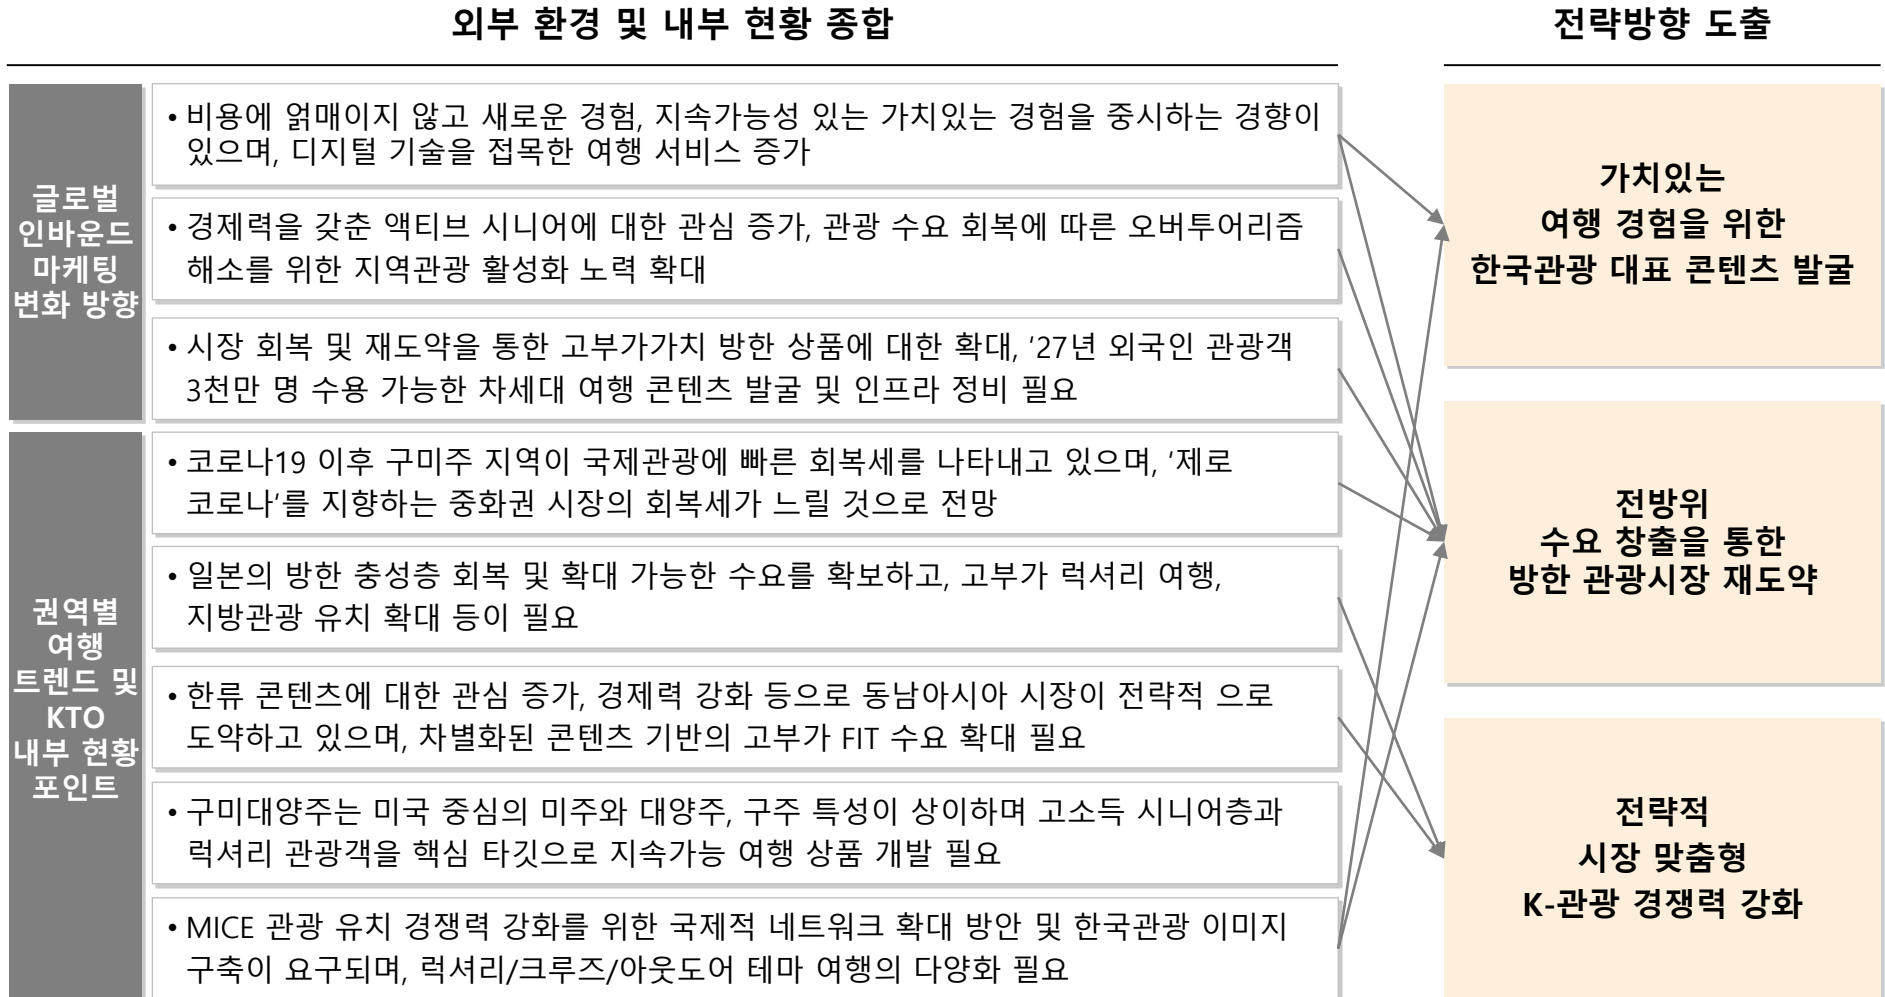 외부 환경 및 내부 현황 종합
전략방향 도출
글로벌
인바운드
마케팅
변화 방향
• 비용에 얽매이지 않고 새로운 경험, 지속가능성 있는 가치있는 경험을 중시하는 경향이
있으며, 디지털 기술을 접목한 여행 서비스 증가
• 경제력을 갖춘 액티브 시니어에 대한 관심 증가, 관광 수요 회복에 따른 오버투어리즘
해소를 위한 지역관광 활성화 노력 확대
• 시장 회복 및 재도약을 통한 고부가가치 방한 상품에 대한 확대, ‘27년 외국인 관광객
3천만 명 수용 가능한 차세대 여행 콘텐츠 발굴 및 인프라 정비 필요
권역별
여행
트렌드 및
KTO
내부 현황
포인트
• 코로나19 이후 구미주 지역이 국제관광에 빠른 회복세를 나타내고 있으며, ‘제로
코로나‘를 지향하는 중화권 시장의 회복세가 느릴 것으로 전망
• 일본의 방한 충성층 회복 및 확대 가능한 수요를 확보하고, 고부가 럭셔리 여행,
지방관광 유치 확대 등이 필요
• 한류 콘텐츠에 대한 관심 증가, 경제력 강화 등으로 동남아시아 시장이 전략적 으로
도약하고 있으며, 차별화된 콘텐츠 기반의 고부가 FIT 수요 확대 필요
• 구미대양주는 미국 중심의 미주와 대양주, 구주 특성이 상이하며 고소득 시니어층과
럭셔리 관광객을 핵심 타깃으로 지속가능 여행 상품 개발 필요
• MICE 관광 유치 경쟁력 강화를 위한 국제적 네트워크 확대 방안 및 한국관광 이미지
구축이 요구되며, 럭셔리/크루즈/아웃도어 테마 여행의 다양화 필요
가치있는
여행 경험을 위한
한국관광 대표 콘텐츠 발굴
전방위
수요 창출을 통한
방한 관광시장 재도약
전략적
시장 맞춤형
K-관광 경쟁력 강화